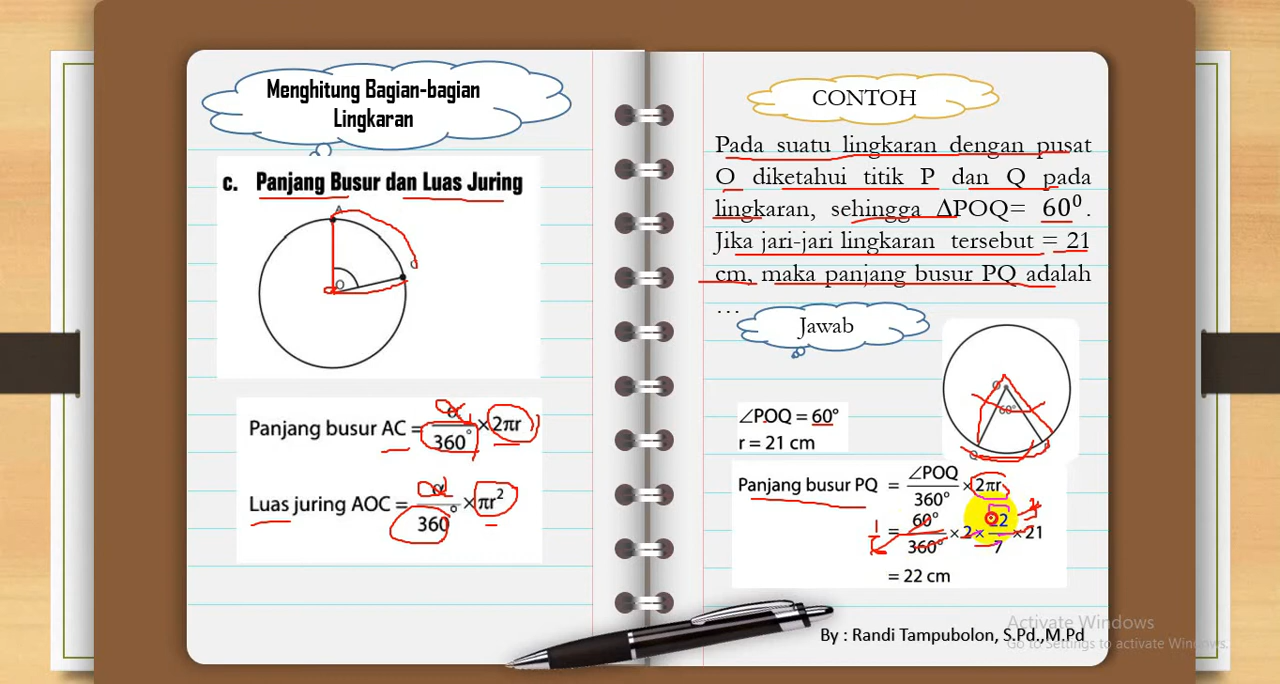 Menghitung Bagian-bagian
Lingkaran
c. Panjang Busur dan Luas Juring
A
O
C
Panjang busur AC = α/360° × 2πr
Luas juring AOC = α/360° × πr²
CONTOH
Pada suatu lingkaran dengan pusat
O diketahui titik P dan Q pada
lingkaran, sehingga ΔPOQ= 60⁰.
Jika jari-jari lingkaran tersebut = 21
cm, maka panjang busur PQ adalah
…
Jawab
O
60°
Q
∠POQ = 60°
r = 21 cm
Panjang busur PQ = ∠POQ/360° × 2πr
= 60°/360° × 2 × 22/7 × 21
= 22 cm
By : Randi Tampubolon, S.Pd.,M.Pd
Activate Windows
Go to Settings to activate Windows.